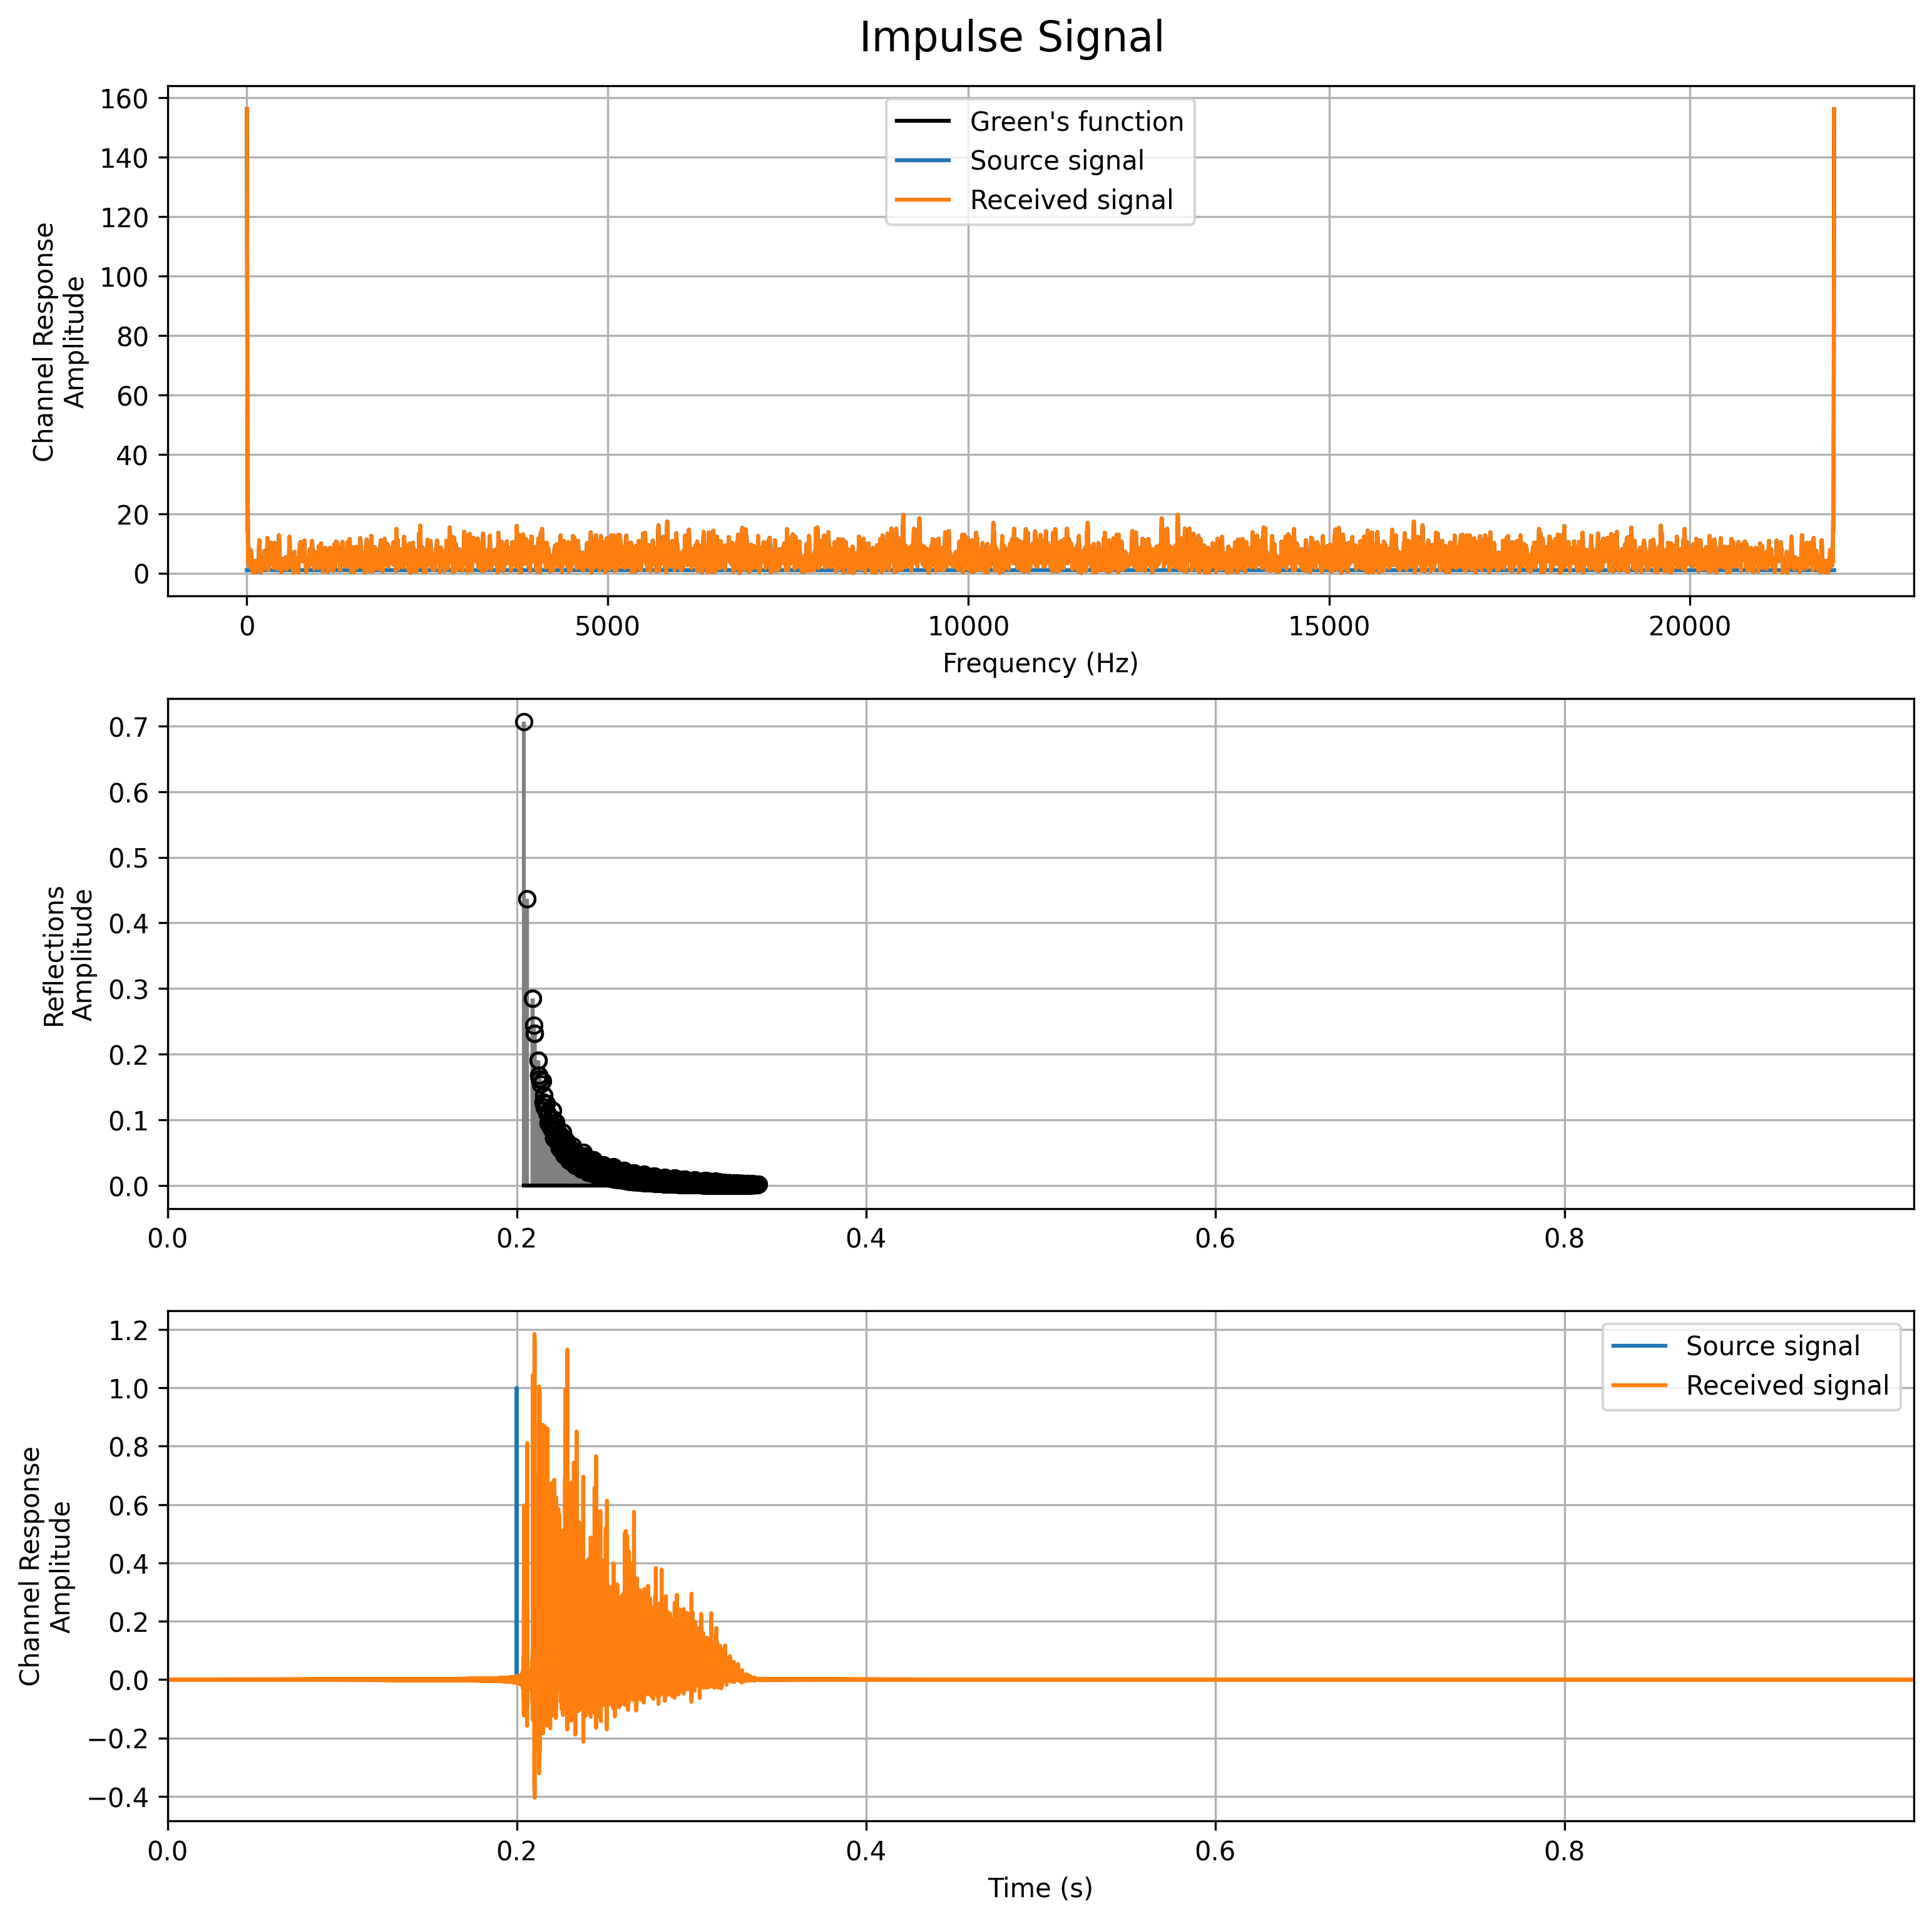 Impulse Signal
160
140
120
100
80
60
40
20
0
Channel Response
Amplitude
Green's function
Source signal
Received signal
0 5000 10000 15000 20000
Frequency (Hz)
0.7
0.6
0.5
0.4
0.3
0.2
0.1
0.0
Reflections
Amplitude
0.0 0.2 0.4 0.6 0.8
1.2
1.0
0.8
0.6
0.4
0.2
0.0
−0.2
−0.4
Channel Response
Amplitude
Source signal
Received signal
0.0 0.2 0.4 0.6 0.8
Time (s)